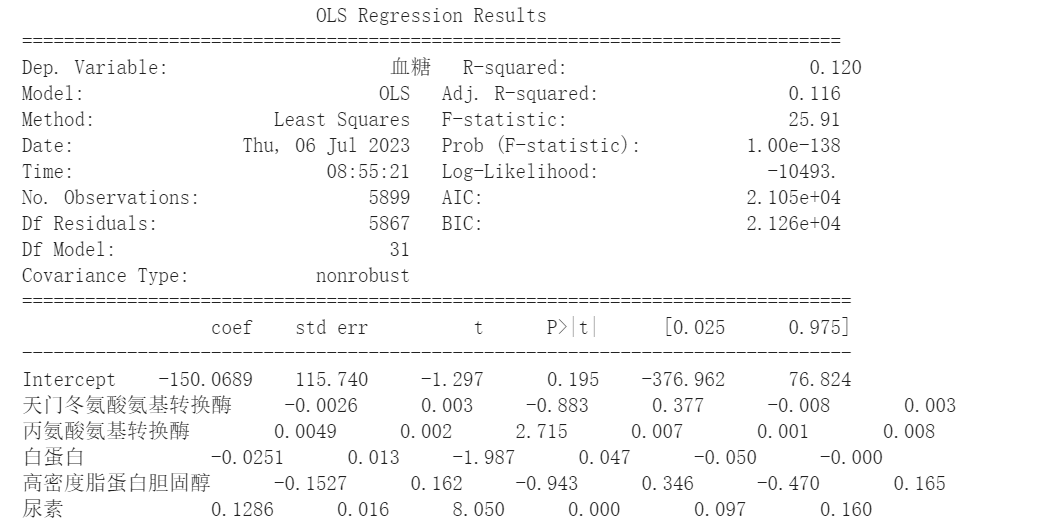 OLS Regression Results
==============================================================================
Dep. Variable: 血糖 R-squared: 0.120
Model: OLS Adj. R-squared: 0.116
Method: Least Squares F-statistic: 25.91
Date: Thu, 06 Jul 2023 Prob (F-statistic): 1.00e-138
Time: 08:55:21 Log-Likelihood: -10493.
No. Observations: 5899 AIC: 2.105e+04
Df Residuals: 5867 BIC: 2.126e+04
Df Model: 31
Covariance Type: nonrobust
===============================================================================
coef std err t P>|t| [0.025 0.975]
-------------------------------------------------------------------------------
Intercept -150.0689 115.740 -1.297 0.195 -376.962 76.824
天门冬氨酸氨基转换酶 -0.0026 0.003 -0.883 0.377 -0.008 0.003
丙氨酸氨基转换酶 0.0049 0.002 2.715 0.007 0.001 0.008
白蛋白 -0.0251 0.013 -1.987 0.047 -0.050 -0.000
高密度脂蛋白胆固醇 -0.1527 0.162 -0.943 0.346 -0.470 0.165
尿素 0.1286 0.016 8.050 0.000 0.097 0.160